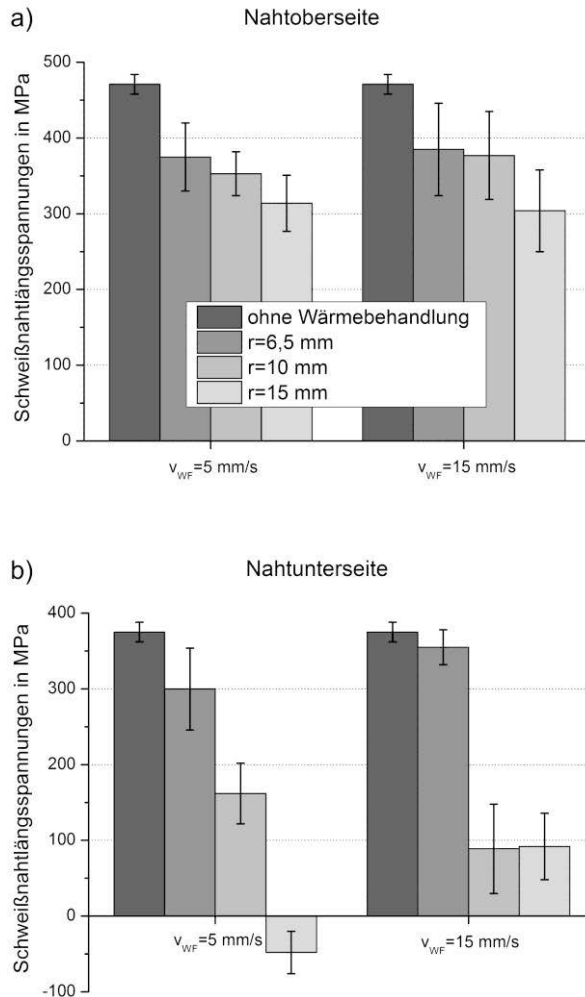 a)
Nahtoberseite
Schweißnahtlängsspannungen in MPa
500
400
300
200
100
0
ohne Wärmebehandlung
r=6,5 mm
r=10 mm
r=15 mm
v_WF=5 mm/s
v_WF=15 mm/s
b)
Nahtunterseite
Schweißnahtlängsspannungen in MPa
400
300
200
100
0
-100
v_WF=5 mm/s
v_WF=15 mm/s